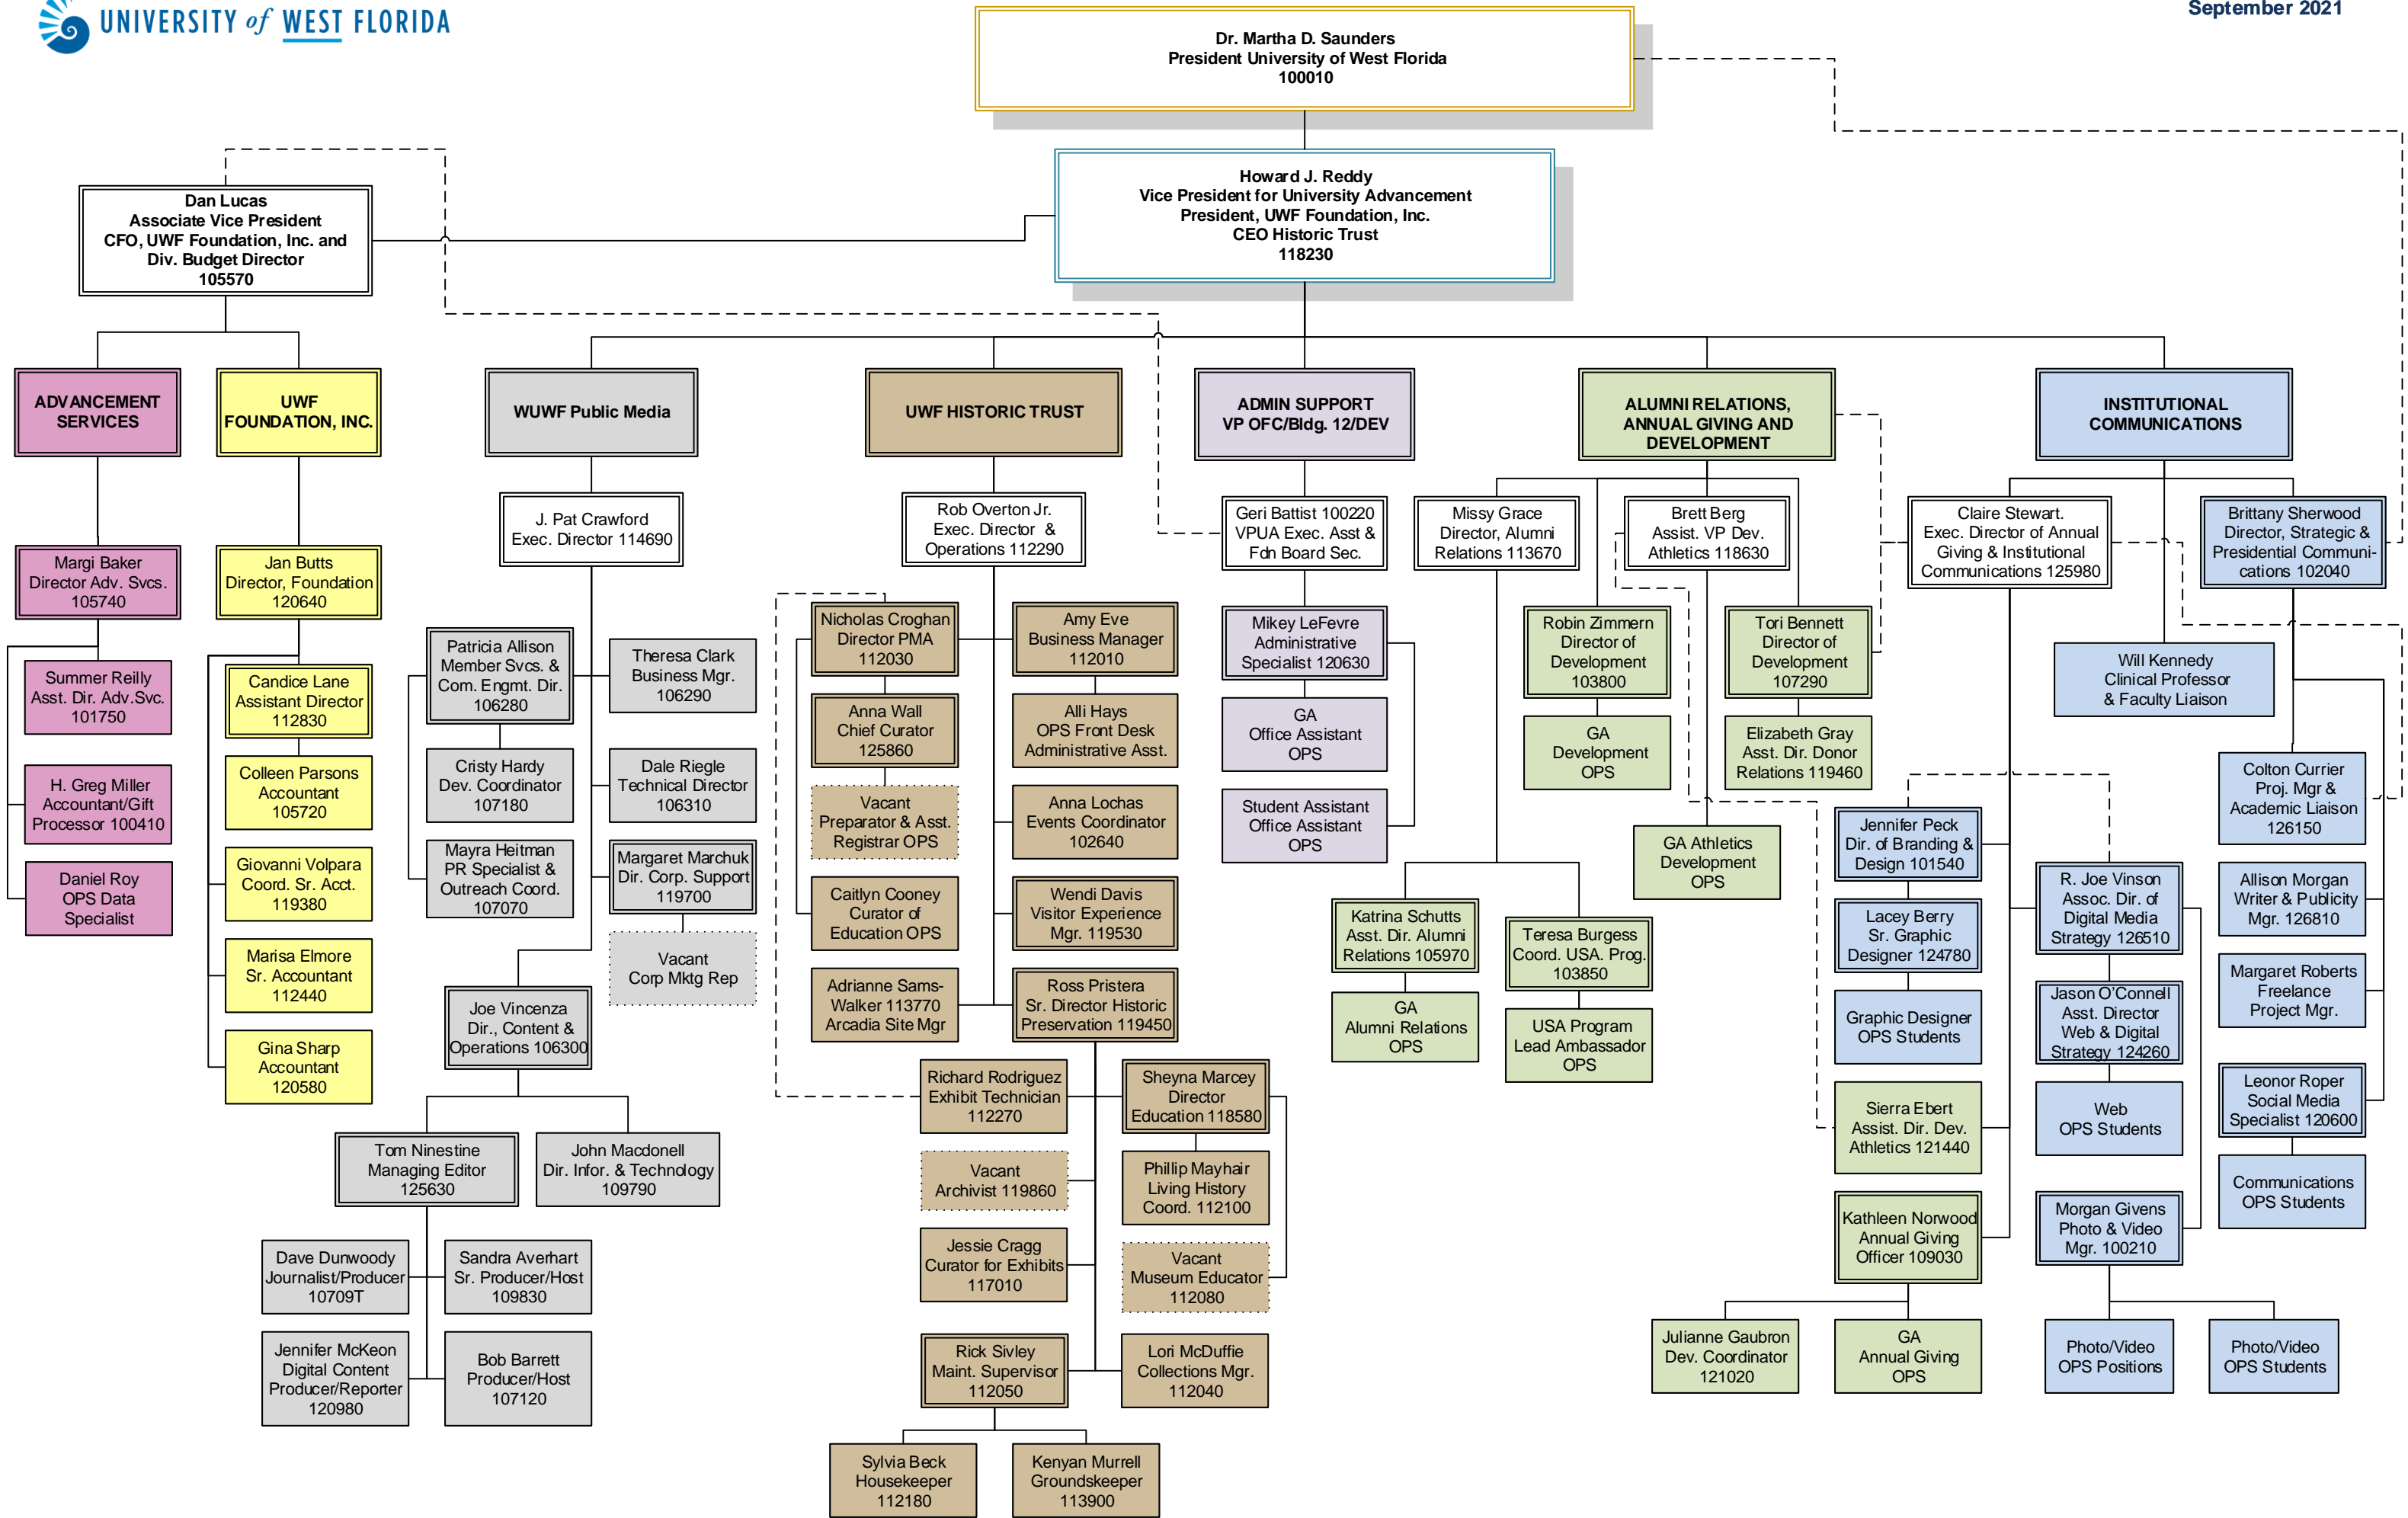 UNIVERSITY of WEST FLORIDA
September 2021
Dr. Martha D. Saunders
President University of West Florida
100010
Howard J. Reddy
Vice President for University Advancement
President, UWF Foundation, Inc.
CEO Historic Trust
118230
Dan Lucas
Associate Vice President
CFO, UWF Foundation, Inc. and
Div. Budget Director
105570
ADVANCEMENT
SERVICES
UWF
FOUNDATION, INC.
WUWF Public Media
UWF HISTORIC TRUST
ADMIN SUPPORT
VP OFC/Bldg. 12/DEV
ALUMNI RELATIONS,
ANNUAL GIVING AND
DEVELOPMENT
INSTITUTIONAL
COMMUNICATIONS
Margi Baker
Director Adv. Svcs.
105740
Summer Reilly
Asst. Dir. Adv.Svc.
101750
H. Greg Miller
Accountant/Gift
Processor 100410
Daniel Roy
OPS Data
Specialist
Jan Butts
Director, Foundation
120640
Candice Lane
Assistant Director
112830
Colleen Parsons
Accountant
105720
Giovanni Volpara
Coord. Sr. Acct.
119380
Marisa Elmore
Sr. Accountant
112440
Gina Sharp
Accountant
120580
J. Pat Crawford
Exec. Director 114690
Patricia Allison
Member Svcs. &
Com. Engmt. Dir.
106280
Theresa Clark
Business Mgr.
106290
Cristy Hardy
Dev. Coordinator
107180
Dale Riegle
Technical Director
106310
Mayra Heitman
PR Specialist &
Outreach Coord.
107070
Margaret Marchuk
Dir. Corp. Support
119700
Vacant
Corp Mktg Rep
Joe Vincenza
Dir., Content &
Operations 106300
Tom Ninestine
Managing Editor
125630
John Macdonell
Dir. Infor. & Technology
109790
Dave Dunwoody
Journalist/Producer
10709T
Sandra Averhart
Sr. Producer/Host
109830
Jennifer McKeon
Digital Content
Producer/Reporter
120980
Bob Barrett
Producer/Host
107120
Rob Overton Jr.
Exec. Director &
Operations 112290
Nicholas Croghan
Director PMA
112030
Amy Eve
Business Manager
112010
Anna Wall
Chief Curator
125860
Alli Hays
OPS Front Desk
Administrative Asst.
Vacant
Preparator & Asst.
Registrar OPS
Anna Lochas
Events Coordinator
102640
Caitlyn Cooney
Curator of
Education OPS
Wendi Davis
Visitor Experience
Mgr. 119530
Adrianne Sams-
Walker 113770
Arcadia Site Mgr
Ross Pristera
Sr. Director Historic
Preservation 119450
Richard Rodriguez
Exhibit Technician
112270
Sheyna Marcey
Director
Education 118580
Vacant
Archivist 119860
Phillip Mayhair
Living History
Coord. 112100
Jessie Cragg
Curator for Exhibits
117010
Vacant
Museum Educator
112080
Rick Sivley
Maint. Supervisor
112050
Lori McDuffie
Collections Mgr.
112040
Sylvia Beck
Housekeeper
112180
Kenyan Murrell
Groundskeeper
113900
Geri Battist 100220
VPUA Exec. Asst &
Fdn Board Sec.
Mikey LeFevre
Administrative
Specialist 120630
GA
Office Assistant
OPS
Student Assistant
Office Assistant
OPS
Missy Grace
Director, Alumni
Relations 113670
Brett Berg
Assist. VP Dev.
Athletics 118630
Robin Zimmern
Director of
Development
103800
Tori Bennett
Director of
Development
107290
GA
Development
OPS
Elizabeth Gray
Asst. Dir. Donor
Relations 119460
GA Athletics
Development
OPS
Katrina Schutts
Asst. Dir. Alumni
Relations 105970
Teresa Burgess
Coord. USA. Prog.
103850
GA
Alumni Relations
OPS
USA Program
Lead Ambassador
OPS
Claire Stewart.
Exec. Director of Annual
Giving & Institutional
Communications 125980
Brittany Sherwood
Director, Strategic &
Presidential Communi-
cations 102040
Will Kennedy
Clinical Professor
& Faculty Liaison
Jennifer Peck
Dir. of Branding &
Design 101540
Lacey Berry
Sr. Graphic
Designer 124780
Graphic Designer
OPS Students
Sierra Ebert
Assist. Dir. Dev.
Athletics 121440
Kathleen Norwood
Annual Giving
Officer 109030
Julianne Gaubron
Dev. Coordinator
121020
GA
Annual Giving
OPS
R. Joe Vinson
Assoc. Dir. of
Digital Media
Strategy 126510
Jason O'Connell
Asst. Director
Web & Digital
Strategy 124260
Web
OPS Students
Morgan Givens
Photo & Video
Mgr. 100210
Photo/Video
OPS Positions
Photo/Video
OPS Students
Colton Currier
Proj. Mgr &
Academic Liaison
126150
Allison Morgan
Writer & Publicity
Mgr. 126810
Margaret Roberts
Freelance
Project Mgr.
Leonor Roper
Social Media
Specialist 120600
Communications
OPS Students